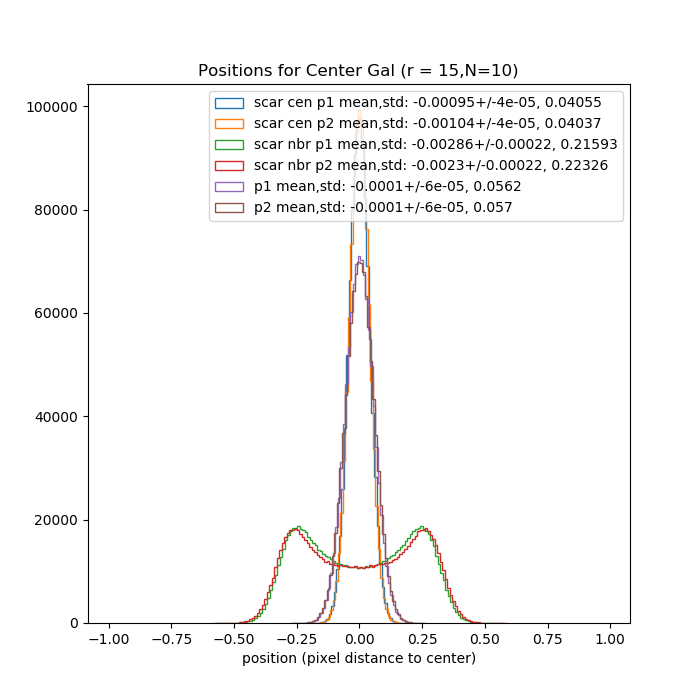 Positions for Center Gal (r = 15,N=10)
scar cen p1 mean,std: -0.00095+/-4e-05, 0.04055
scar cen p2 mean,std: -0.00104+/-4e-05, 0.04037
scar nbr p1 mean,std: -0.00286+/-0.00022, 0.21593
scar nbr p2 mean,std: -0.0023+/-0.00022, 0.22326
p1 mean,std: -0.0001+/-6e-05, 0.0562
p2 mean,std: -0.0001+/-6e-05, 0.057
100000
80000
60000
40000
20000
0
−1.00 −0.75 −0.50 −0.25 0.00 0.25 0.50 0.75 1.00
position (pixel distance to center)